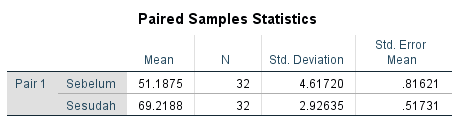 Paired Samples Statistics
Mean N Std. Deviation Std. Error Mean
Pair 1 Sebelum 51.1875 32 4.61720 .81621
Sesudah 69.2188 32 2.92635 .51731